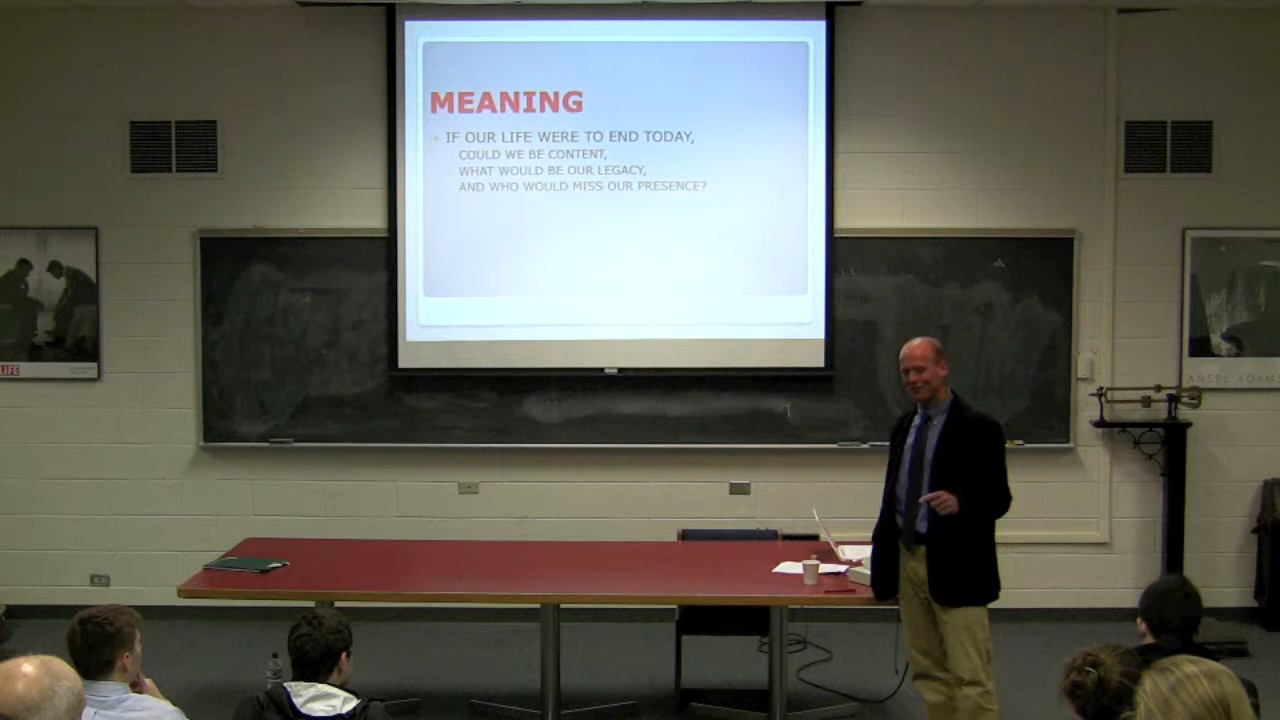 MEANING
IF OUR LIFE WERE TO END TODAY,
COULD WE BE CONTENT,
WHAT WOULD BE OUR LEGACY,
AND WHO WOULD MISS OUR PRESENCE?
LIFE
ANSEL ADAMS